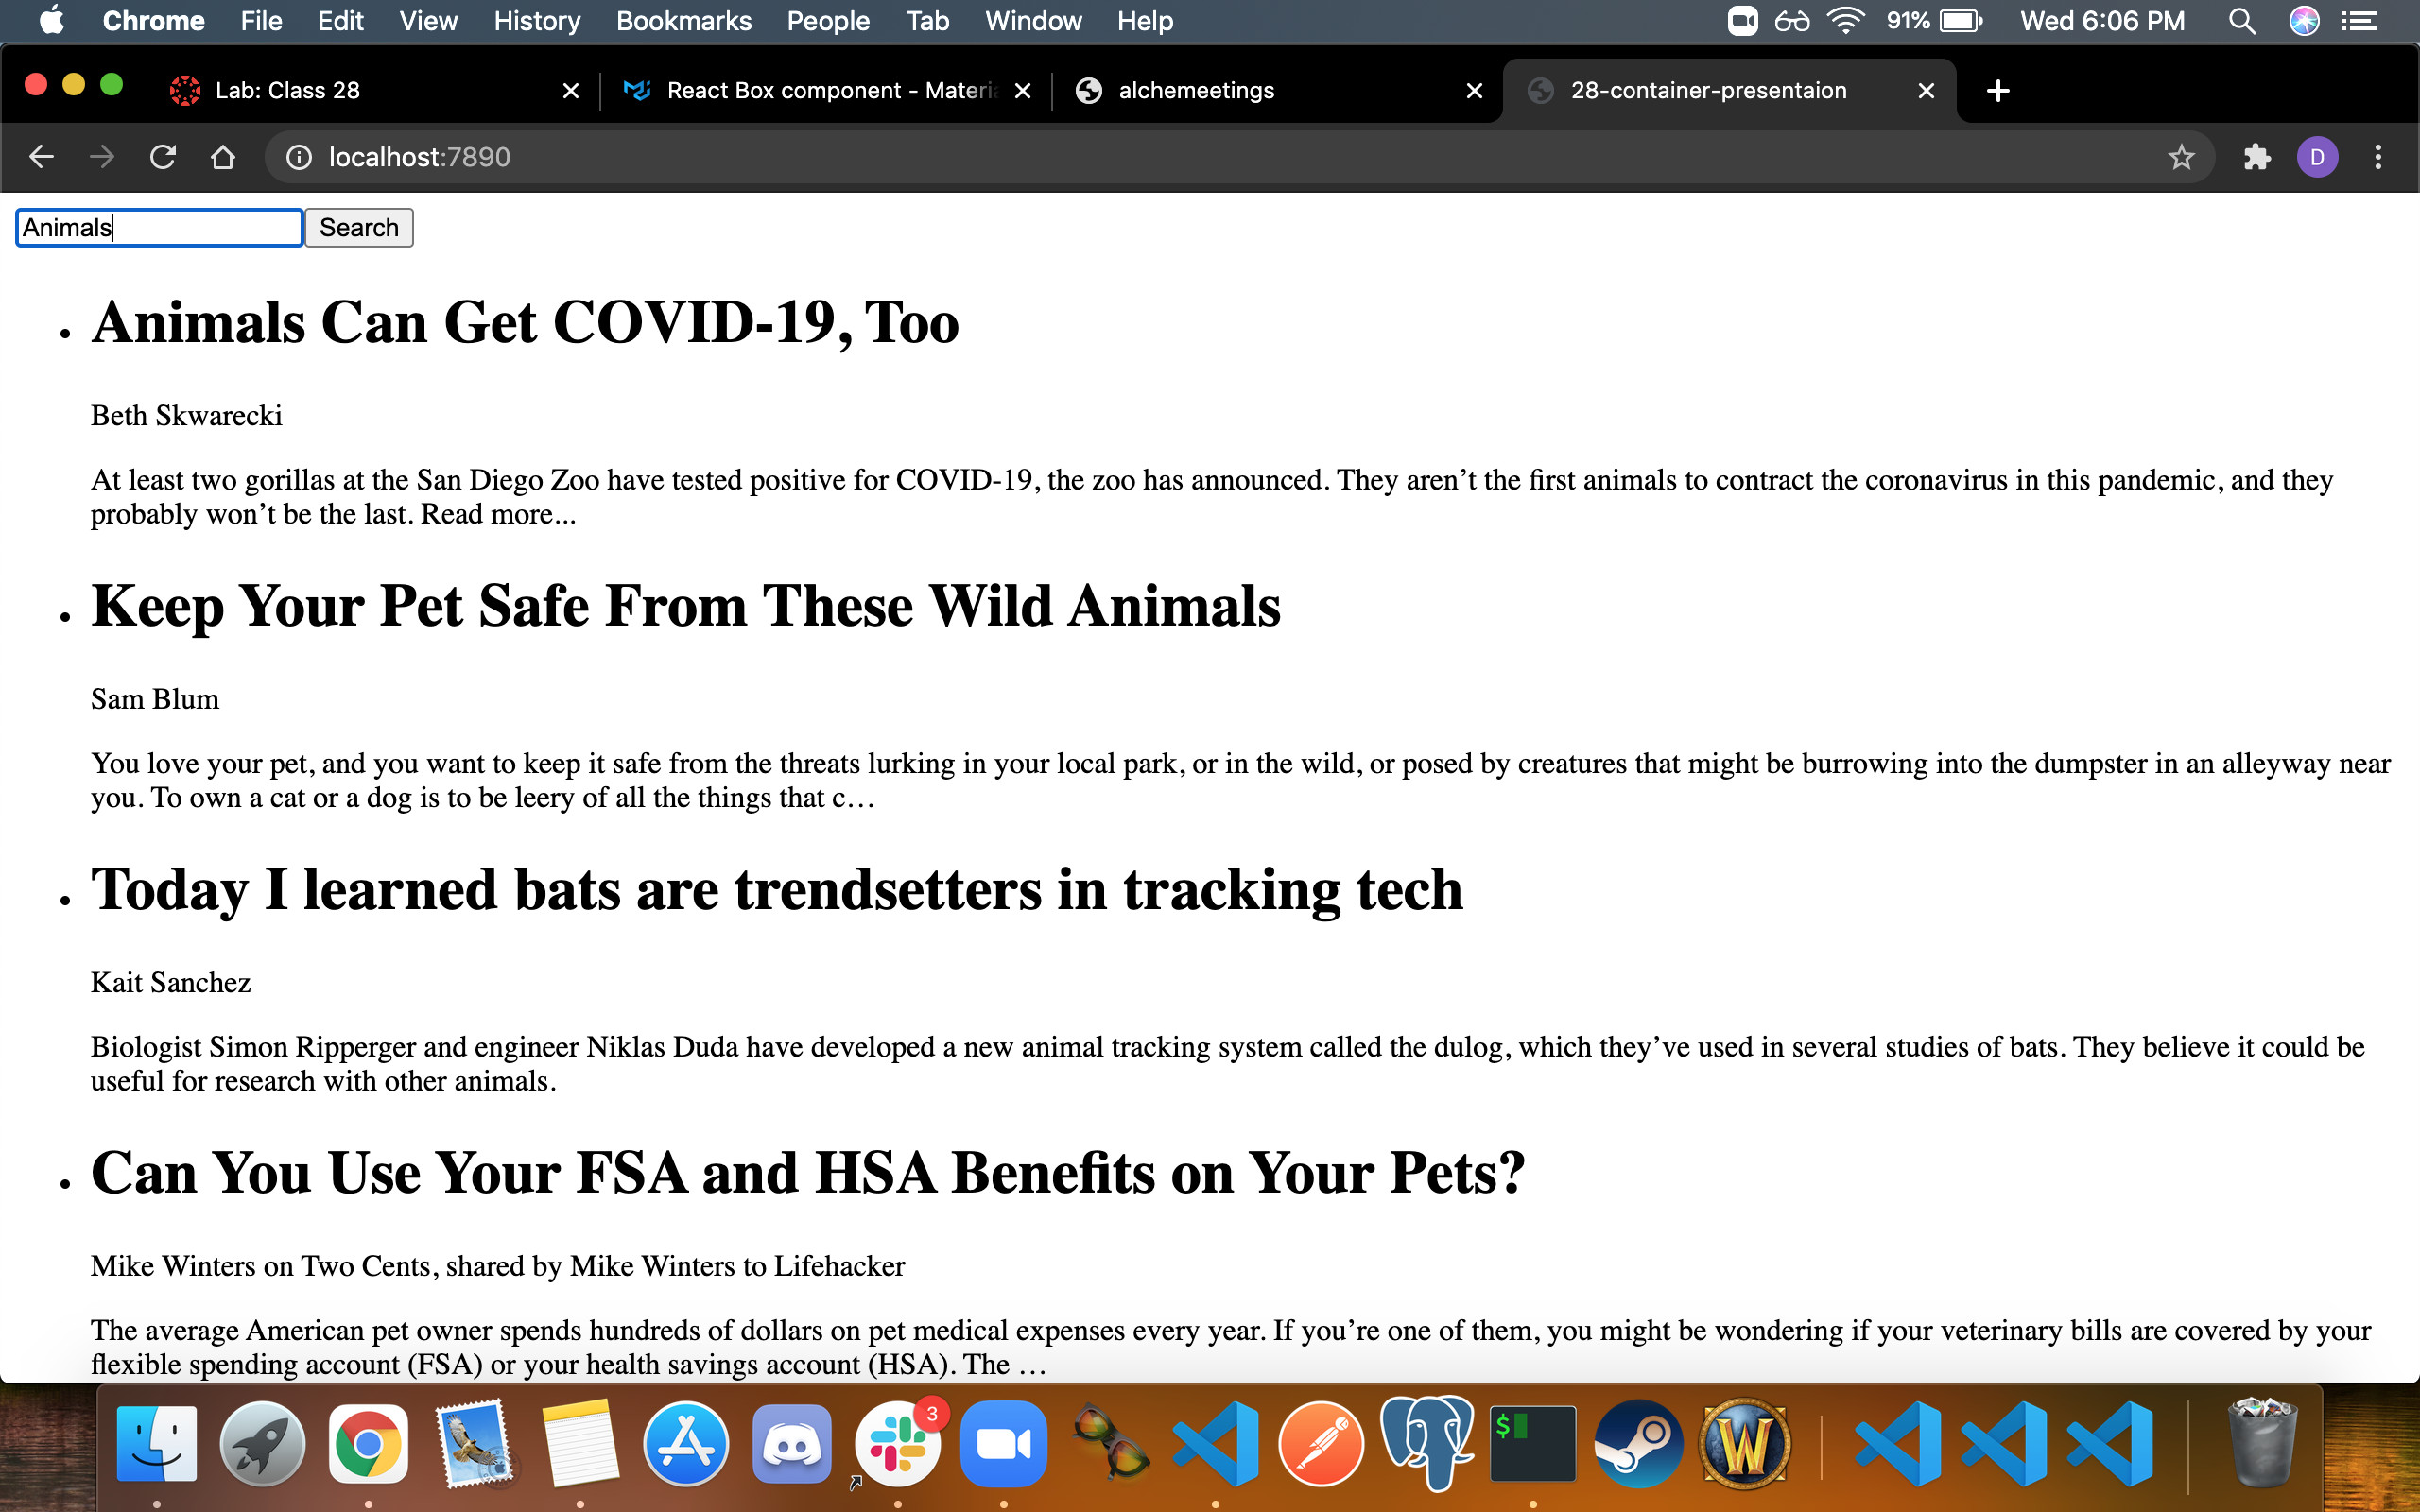 Chrome File Edit View History Bookmarks People Tab Window Help 91% Wed 6:06 PM
Lab: Class 28 React Box component - Materi alchemeetings 28-container-presentaion
localhost:7890 D
Animals Search
Animals Can Get COVID-19, Too
Beth Skwarecki
At least two gorillas at the San Diego Zoo have tested positive for COVID-19, the zoo has announced. They aren’t the first animals to contract the coronavirus in this pandemic, and they
probably won’t be the last. Read more...
Keep Your Pet Safe From These Wild Animals
Sam Blum
You love your pet, and you want to keep it safe from the threats lurking in your local park, or in the wild, or posed by creatures that might be burrowing into the dumpster in an alleyway near
you. To own a cat or a dog is to be leery of all the things that c…
Today I learned bats are trendsetters in tracking tech
Kait Sanchez
Biologist Simon Ripperger and engineer Niklas Duda have developed a new animal tracking system called the dulog, which they’ve used in several studies of bats. They believe it could be
useful for research with other animals.
Can You Use Your FSA and HSA Benefits on Your Pets?
Mike Winters on Two Cents, shared by Mike Winters to Lifehacker
The average American pet owner spends hundreds of dollars on pet medical expenses every year. If you’re one of them, you might be wondering if your veterinary bills are covered by your
flexible spending account (FSA) or your health savings account (HSA). The …
3
$
W